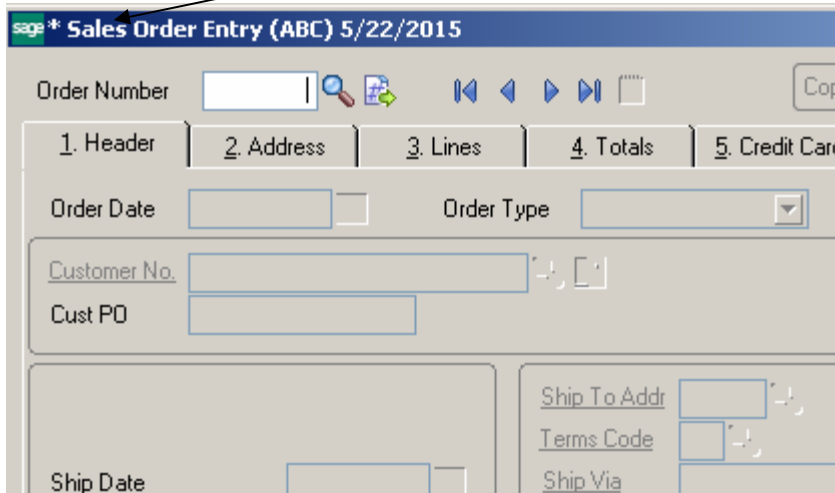 sage * Sales Order Entry (ABC) 5/22/2015
Order Number
1. Header 2. Address 3. Lines 4. Totals 5. Credit Card
Order Date Order Type
Customer No.
Cust PO
Ship To Addr
Terms Code
Ship Date Ship Via